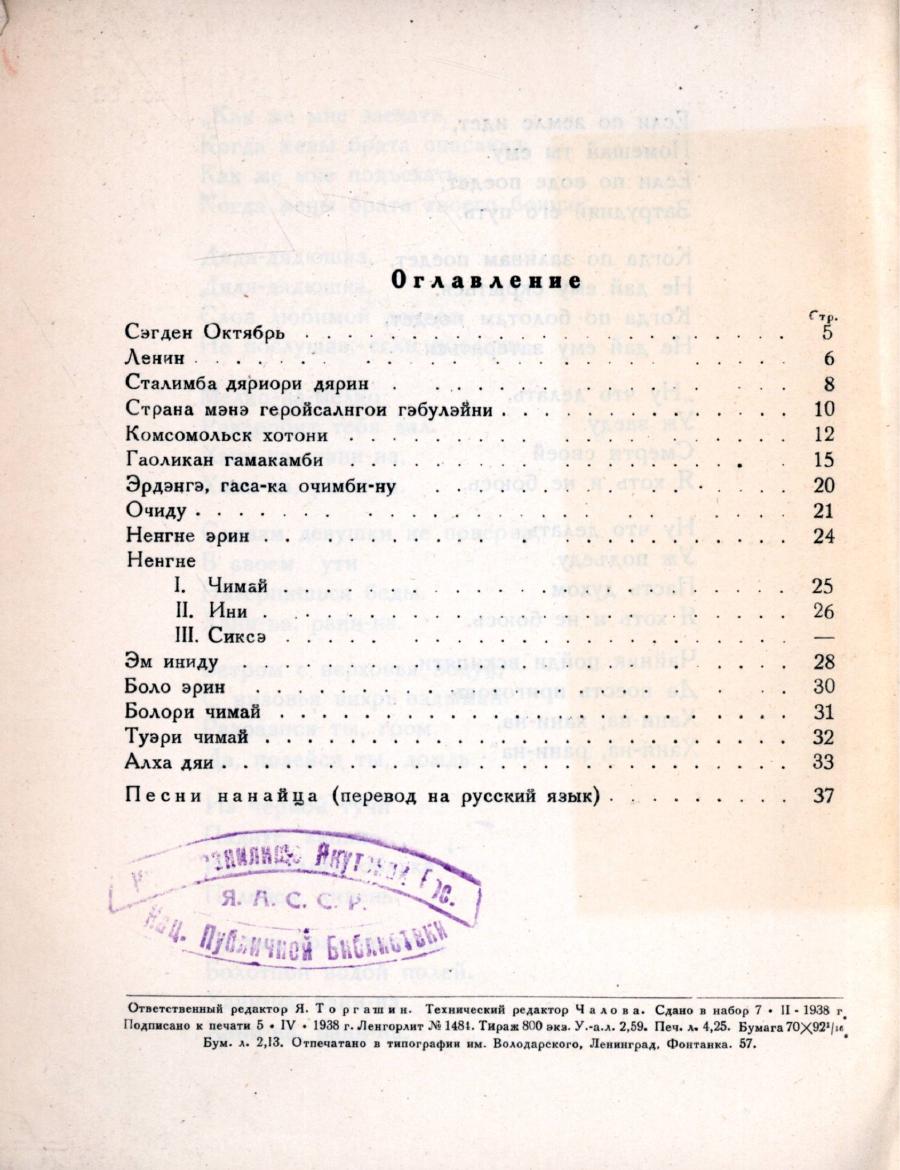 Оглавление
Стр.
Сэгден Октябрь 5
Ленин 6
Сталимба дяриори дярин 8
Страна мэнэ геройсалнгои гэбулэйни 10
Комсомольск хотони 12
Гаоликан гамакамби 15
Эрдэнгэ, гаса-ка очимби-ну 20
Очиду 21
Ненгне эрин 24
Ненгне
I. Чимай 25
II. Ини 26
III. Сиксэ —
Эм иниду 28
Боло эрин 30
Болори чимай 31
Туэри чимай 32
Алха дяи 33
Песни нанайца (перевод на русский язык) 37
Якутской Гос.
Я. А. С. С. Р.
Нац. Публичной Библиотеки
Ответственный редактор Я. Торгашин. Технический редактор Чалова. Сдано в набор 7 • II - 1938 г.
Подписано к печати 5 • IV • 1938 г. Ленгорлит № 1484. Тираж 800 экз. У.-а.л. 2,59. Печ. л. 4,25. Бумага 70×92¹/₁₆.
Бум. л. 2,13. Отпечатано в типографии им. Володарского, Ленинград, Фонтанка. 57.